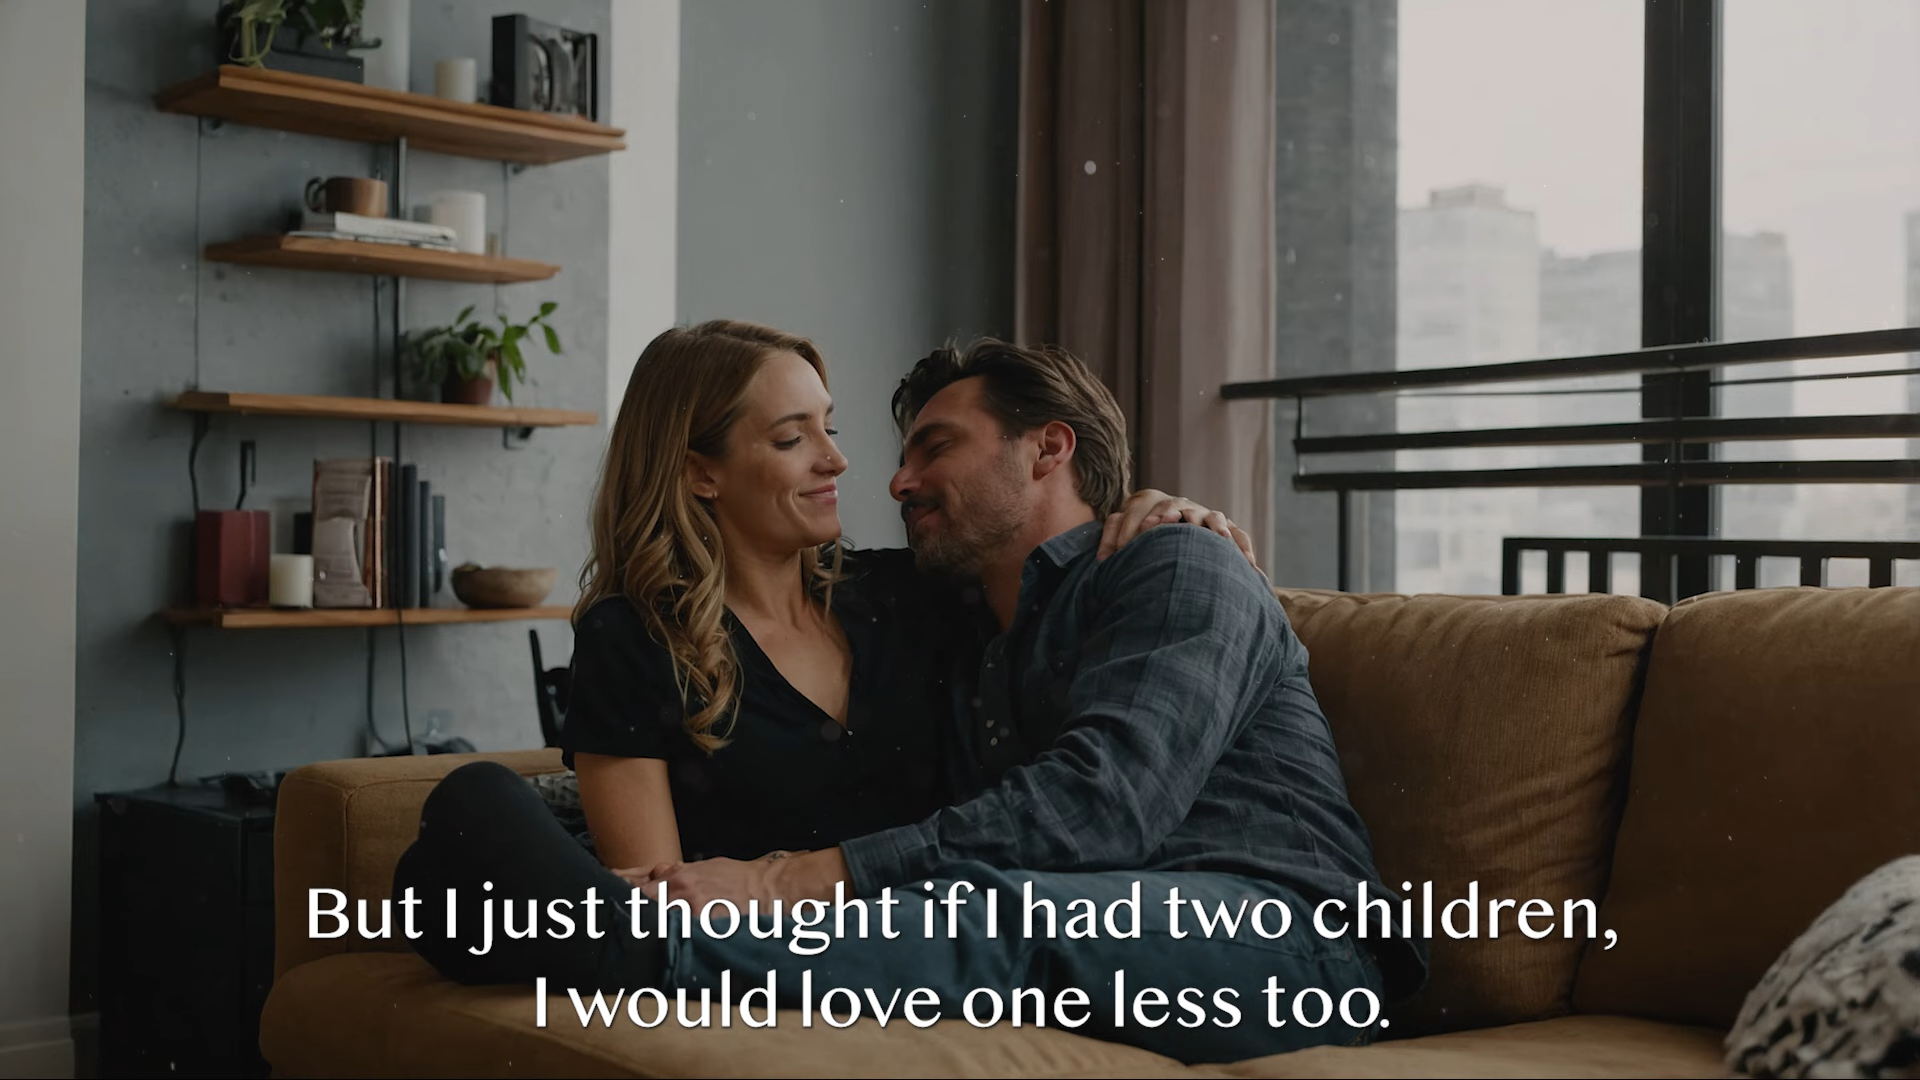 But I just thought if I had two children,
I would love one less too.